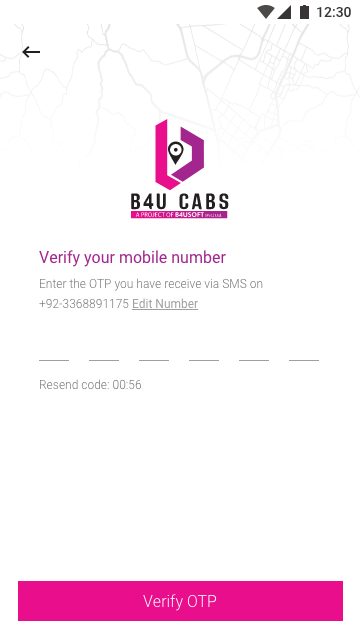 12:30
B4U CABS
A PROJECT OF B4USOFT
Verify your mobile number
Enter the OTP you have receive via SMS on
+92-3368891175 Edit Number
Resend code: 00:56
Verify OTP